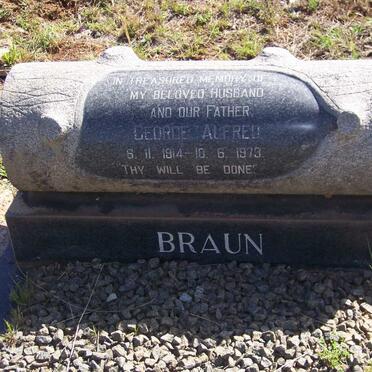 IN TREASURED MEMORY OF
MY BELOVED HUSBAND
AND OUR FATHER
GEORGE ALFRED
6. 11. 1914 – 10. 6. 1973.
"THY WILL BE DONE"
BRAUN